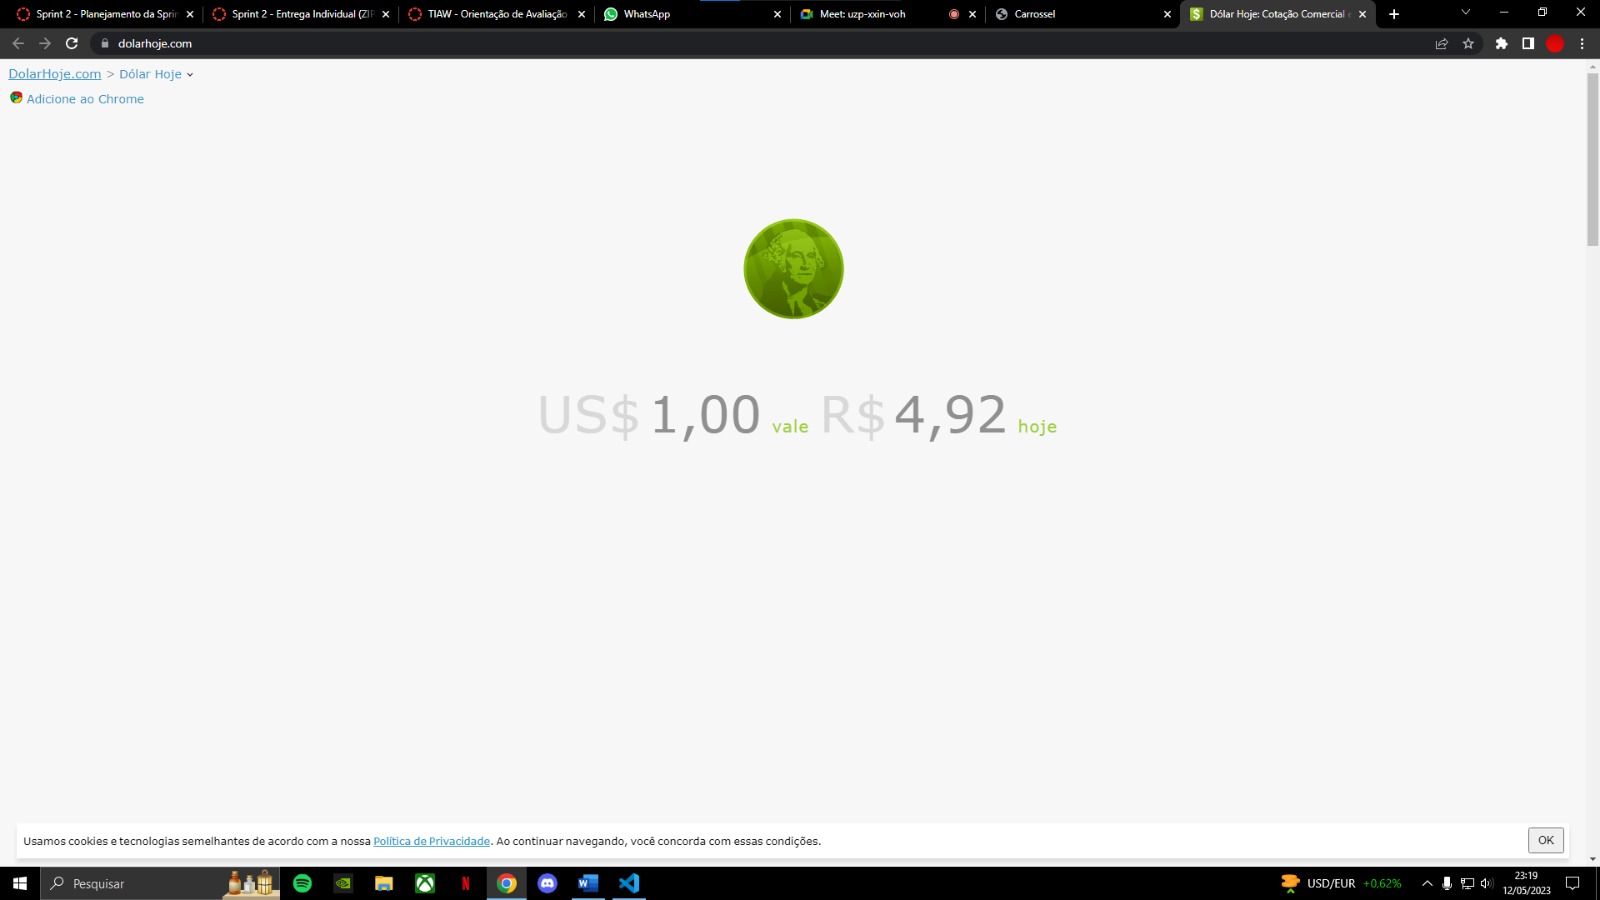 Sprint 2 - Planejamento da Sprin
Sprint 2 - Entrega Individual (ZIP
TIAW - Orientação de Avaliação
WhatsApp
Meet: uzp-xxin-voh
Carrossel
Dólar Hoje: Cotação Comercial e
dolarhoje.com
DolarHoje.com > Dólar Hoje
Adicione ao Chrome
US$ 1,00 vale R$ 4,92 hoje
Usamos cookies e tecnologias semelhantes de acordo com a nossa Política de Privacidade. Ao continuar navegando, você concorda com essas condições.
OK
Pesquisar
USD/EUR +0,62%
23:19
12/05/2023